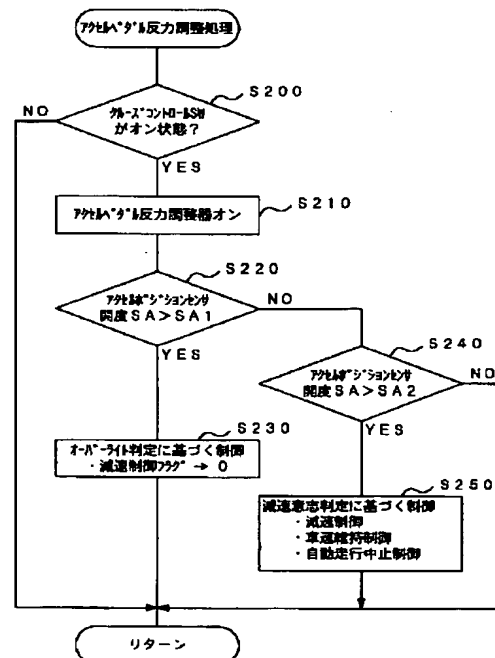 アクセルペダル反力調整処理
S200
NO
クルーズコントロールSW
がオン状態?
YES
S210
アクセルペダル反力調整器オン
S220
アクセルポジションセンサ
開度SA>SA1
NO
YES
S240
アクセルポジションセンサ
開度SA>SA2
NO
YES
S230
オーバーライト判定に基づく制御
・減速制御フラグ → 0
S250
減速意志判定に基づく制御
・減速制御
・車速維持制御
・自動走行中止制御
リターン